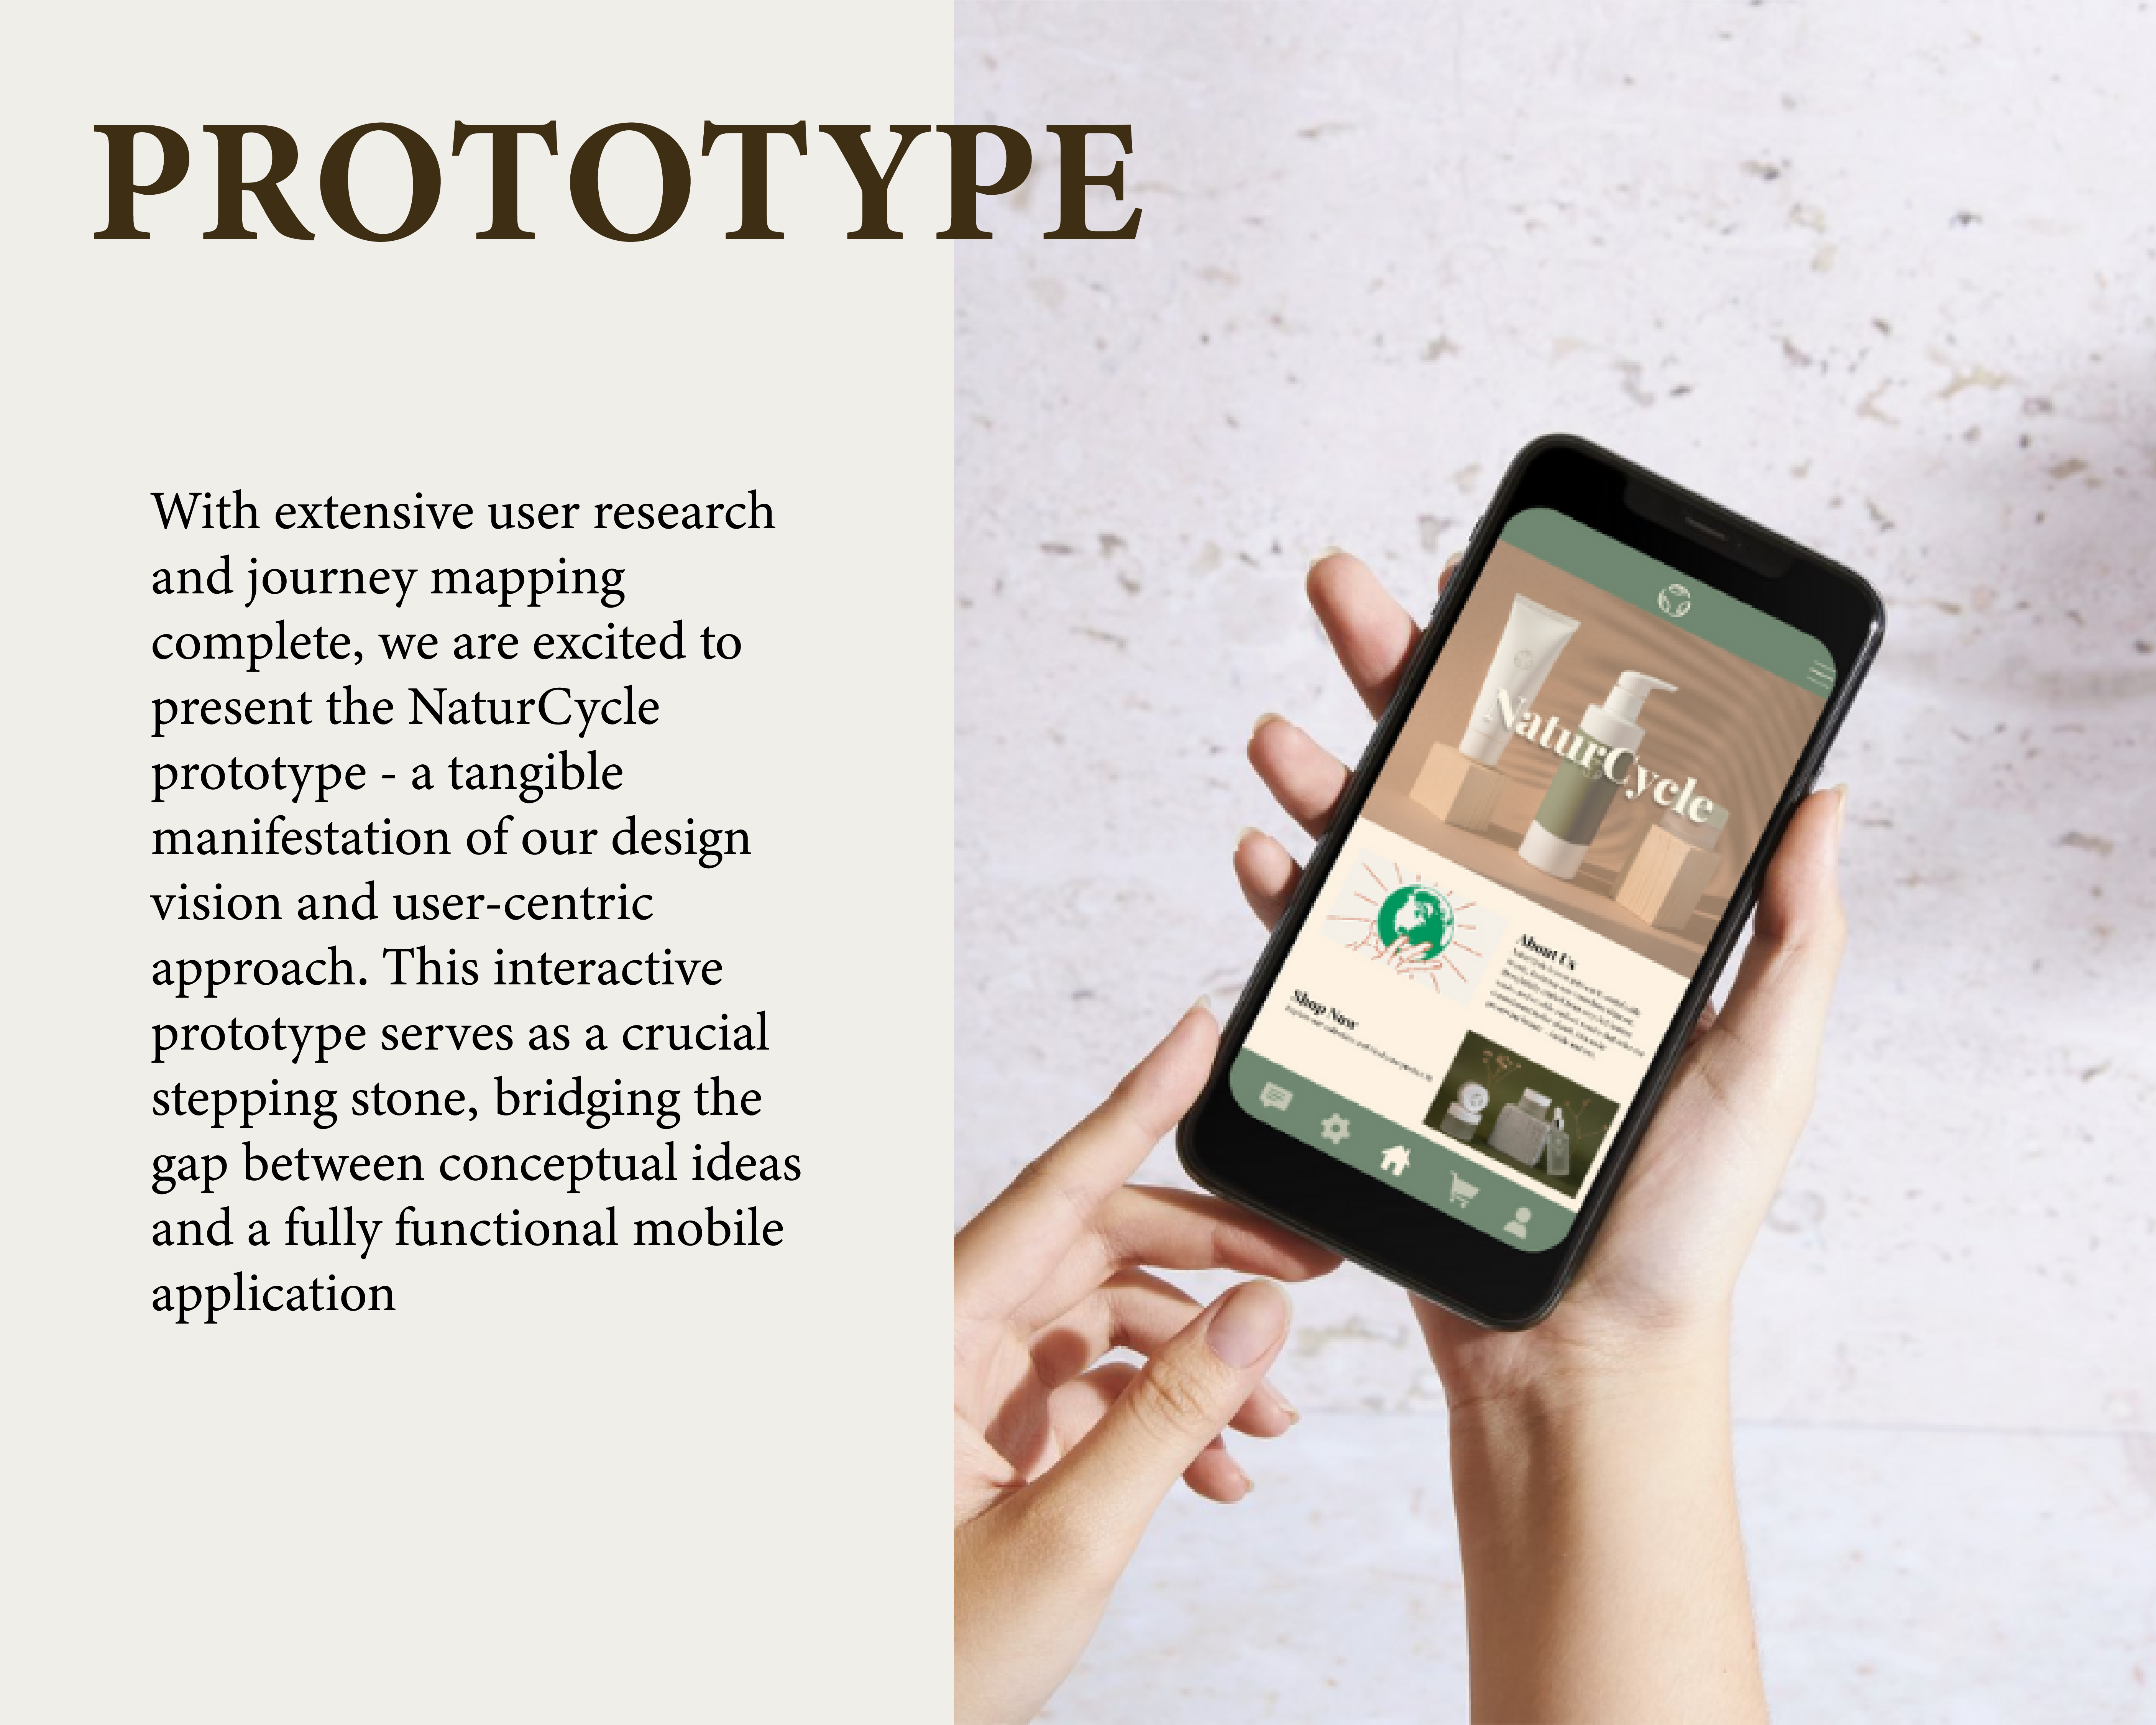 PROTOTYPE
With extensive user research
and journey mapping
complete, we are excited to
present the NaturCycle
prototype - a tangible
manifestation of our design
vision and user-centric
approach. This interactive
prototype serves as a crucial
stepping stone, bridging the
gap between conceptual ideas
and a fully functional mobile
application
NaturCycle
About Us
Shop Now